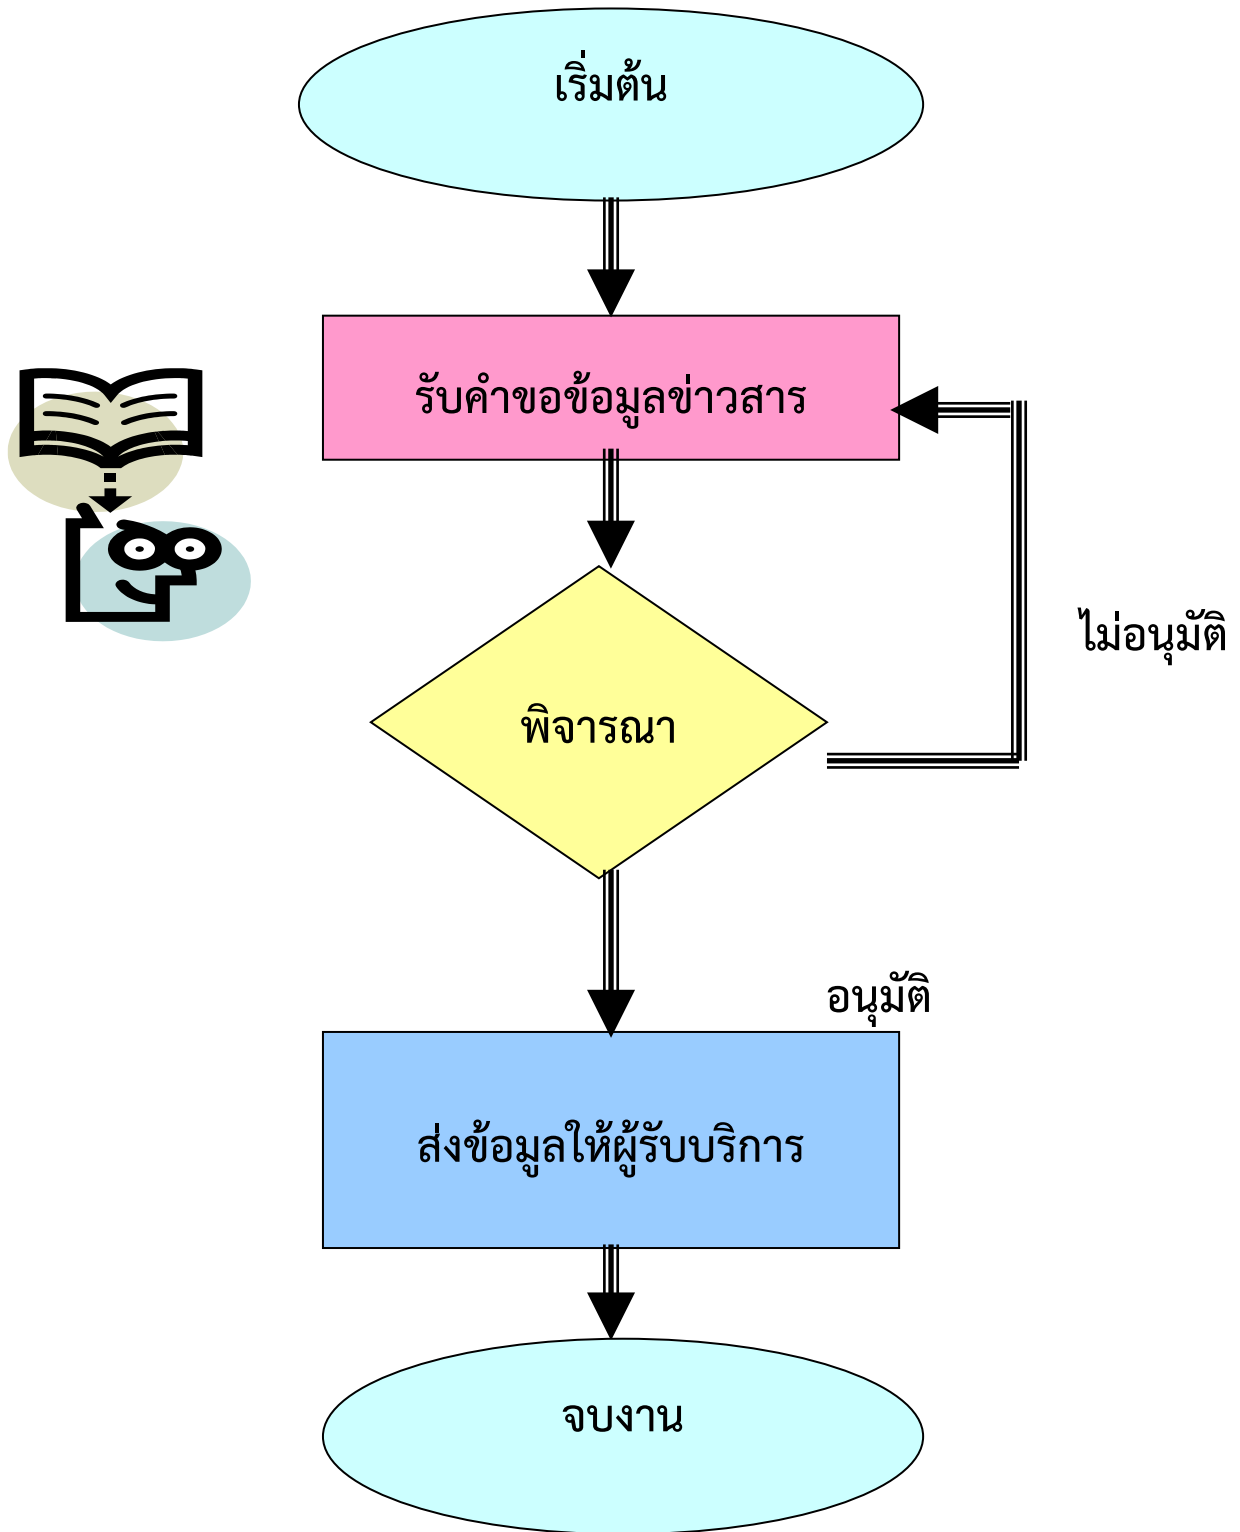 เริ่มต้น
รับคำขอข้อมูลข่าวสาร
ไม่อนุมัติ
พิจารณา
อนุมัติ
ส่งข้อมูลให้ผู้รับบริการ
จบงาน